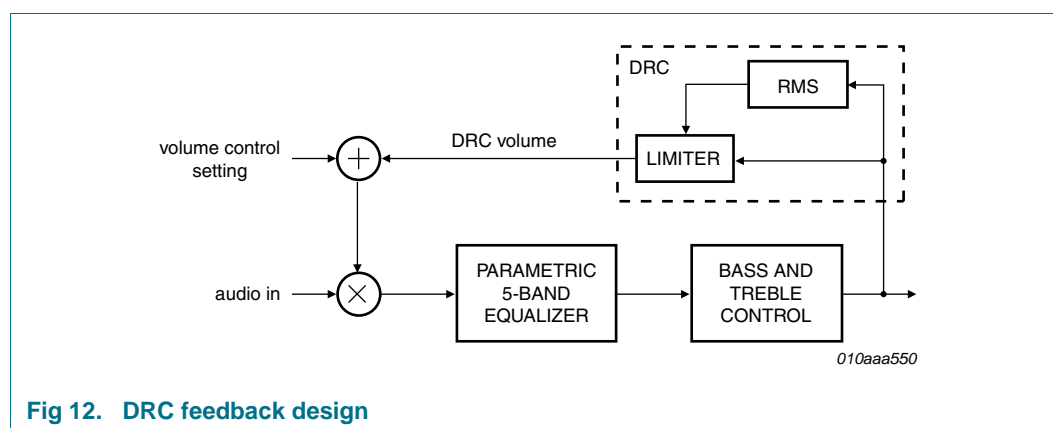 DRC
RMS
DRC volume
LIMITER
volume control
setting
+
audio in
×
PARAMETRIC
5-BAND
EQUALIZER
BASS AND
TREBLE
CONTROL
010aaa550
Fig 12. DRC feedback design